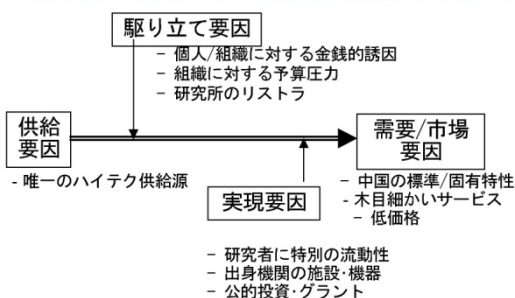 駆り立て要因
− 個人/組織に対する金銭的誘因
− 組織に対する予算圧力
− 研究所のリストラ
供給
要因
- 唯一のハイテク供給源
需要/市場
要因
− 中国の標準/固有特性
- 木目細かいサービス
− 低価格
実現要因
− 研究者に特別の流動性
− 出身機関の施設･機器
− 公的投資･グラント